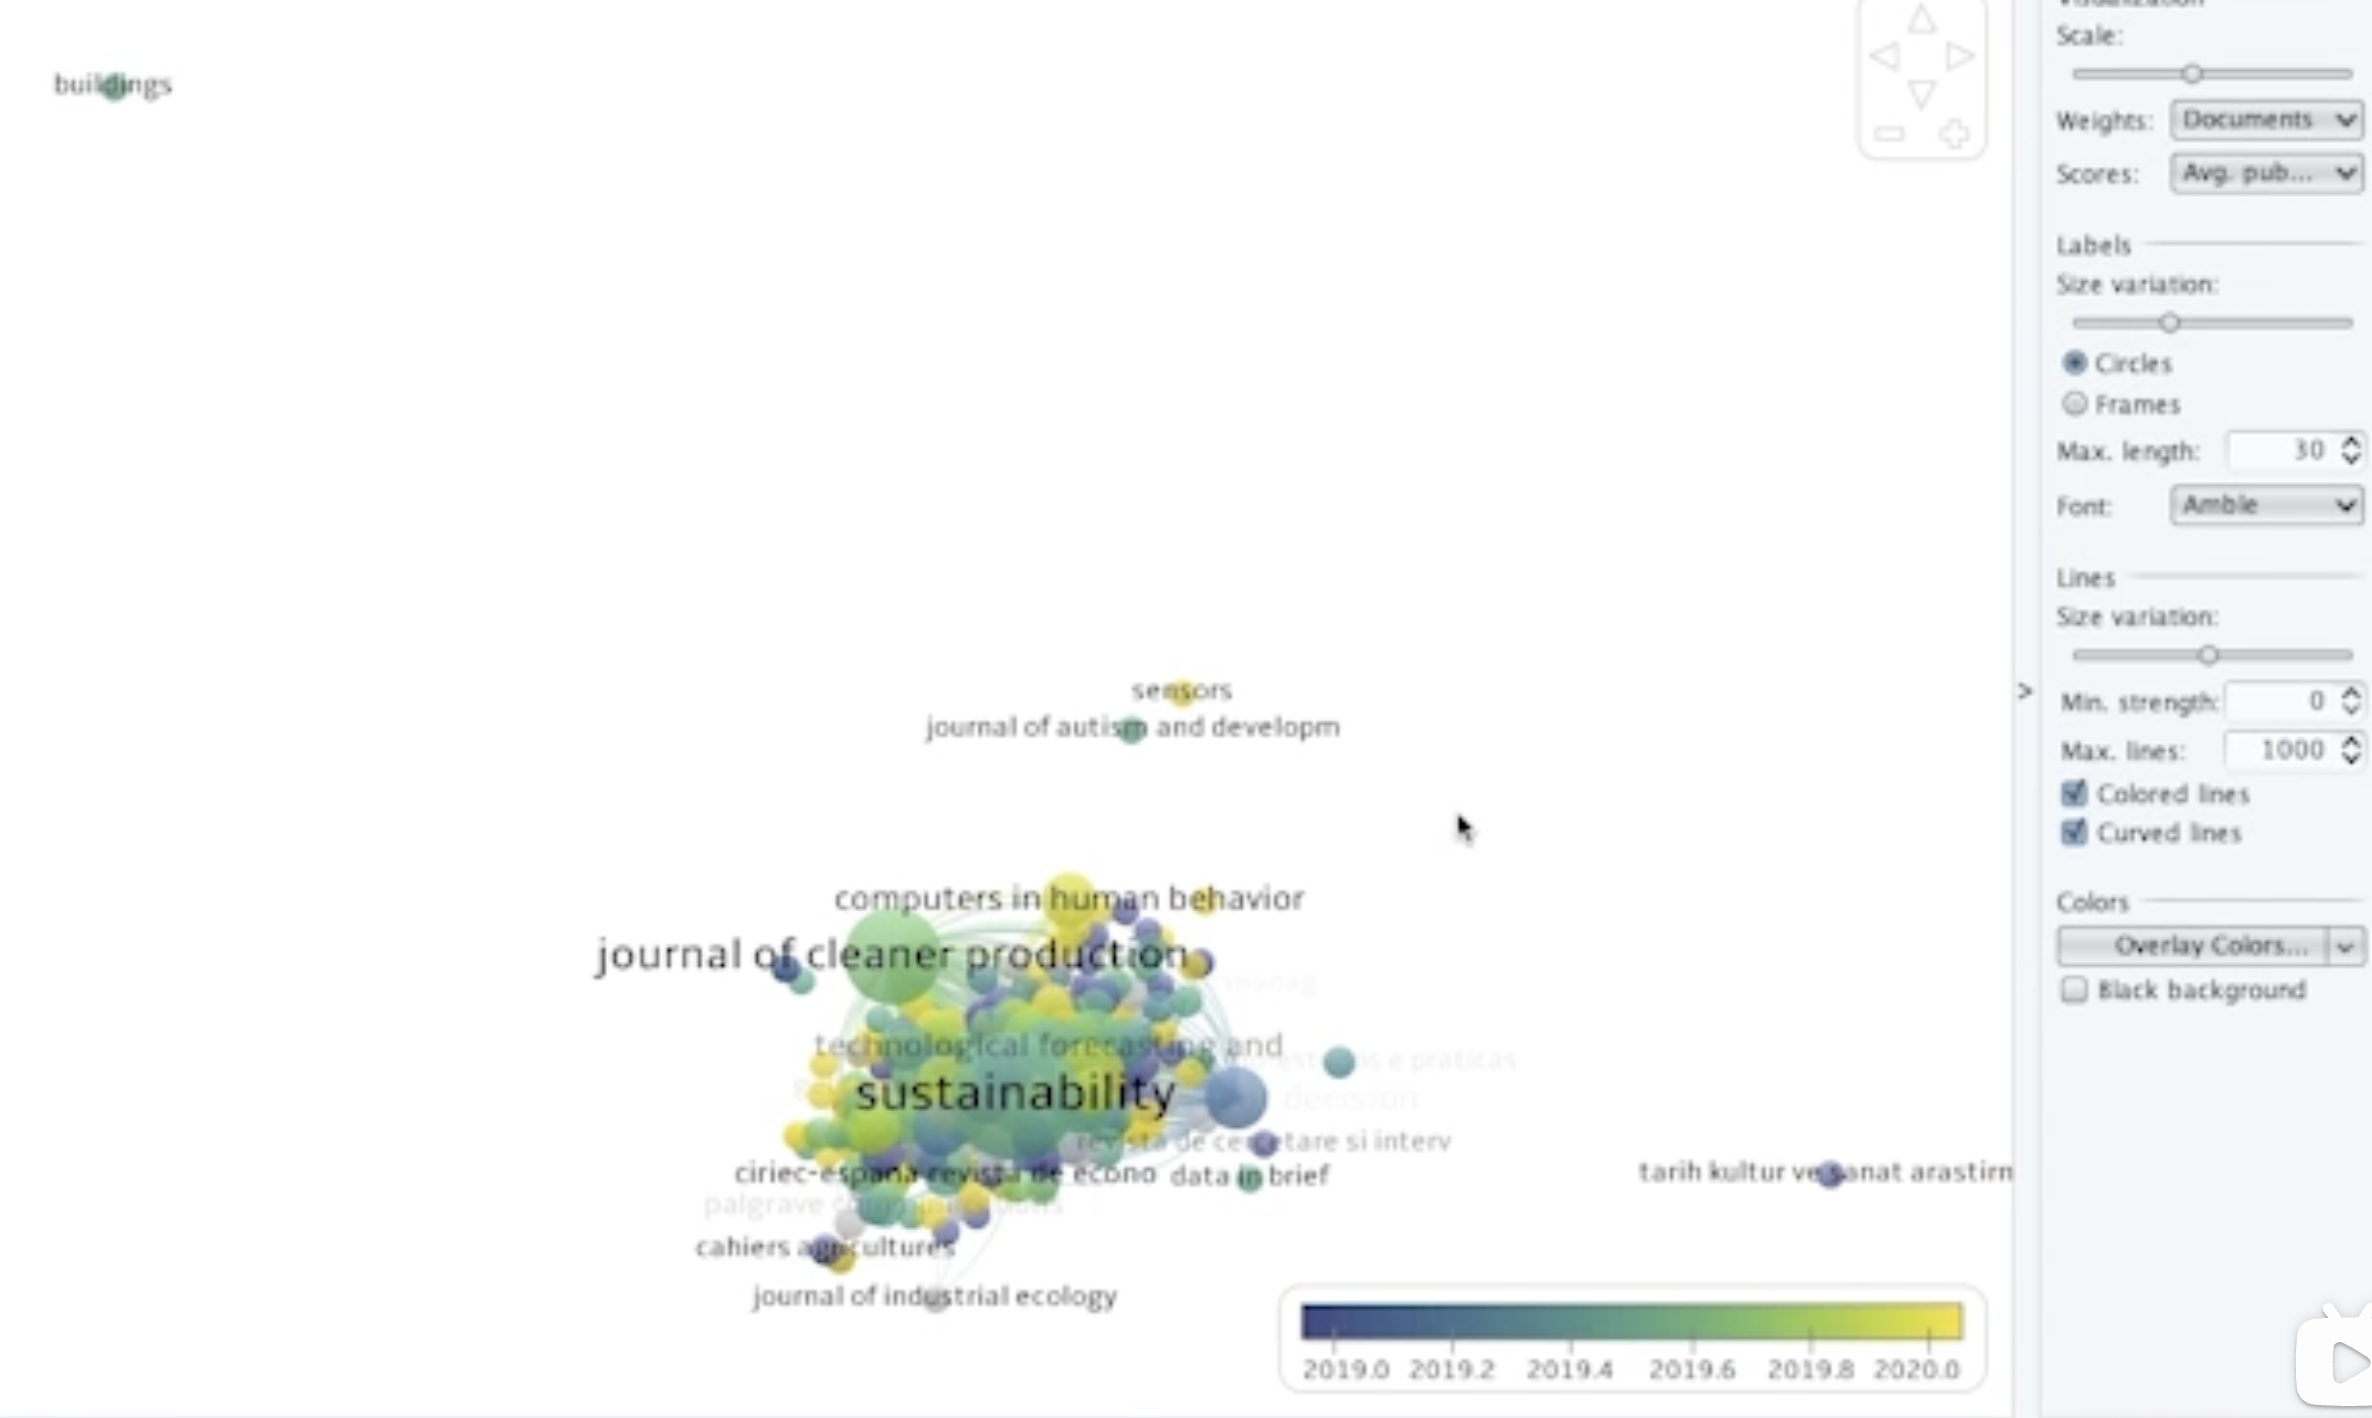 buildings
sensors
journal of autism and developm
computers in human behavior
journal of cleaner production
manag
technological forecasting and
e praticas
sustainability
decision
revista de cercetare si interv
ciriec-espana revista de econo
data in brief
tarih kultur ve sanat arastirm
palgrave
cahiers agricultures
journal of industrial ecology
2019.0 2019.2 2019.4 2019.6 2019.8 2020.0
>
Visualization
Scale:
Weights: Documents
Scores: Avg. pub...
Labels
Size variation:
Circles
Frames
Max. length: 30
Font: Amble
Lines
Size variation:
Min. strength: 0
Max. lines: 1000
Colored lines
Curved lines
Colors
Overlay Colors...
Black background